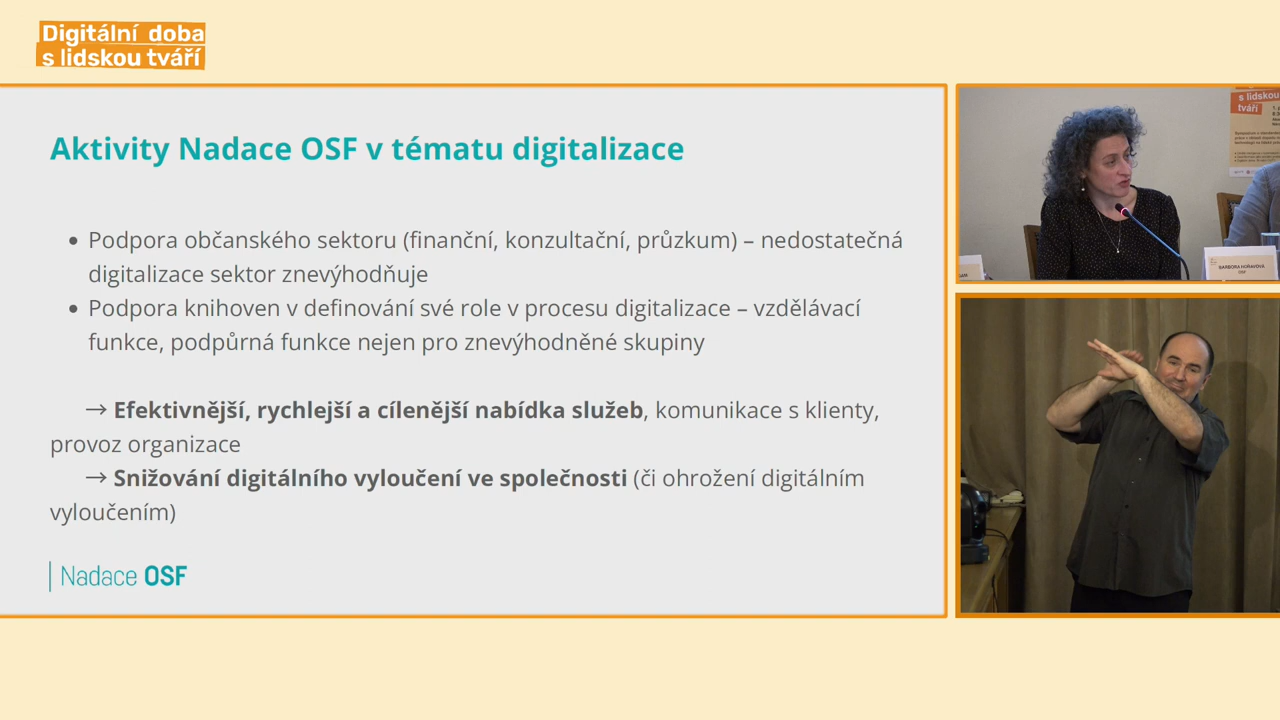 Digitální doba
s lidskou tváří
Aktivity Nadace OSF v tématu digitalizace
• Podpora občanského sektoru (finanční, konzultační, průzkum) – nedostatečná
digitalizace sektor znevýhodňuje
• Podpora knihoven v definování své role v procesu digitalizace – vzdělávací
funkce, podpůrná funkce nejen pro znevýhodněné skupiny
→ Efektivnější, rychlejší a cílenější nabídka služeb, komunikace s klienty,
provoz organizace
→ Snižování digitálního vyloučení ve společnosti (či ohrožení digitálním
vyloučením)
Nadace OSF
s lidskou
tváří
BARBORA HOŘAVOVÁ
OSF